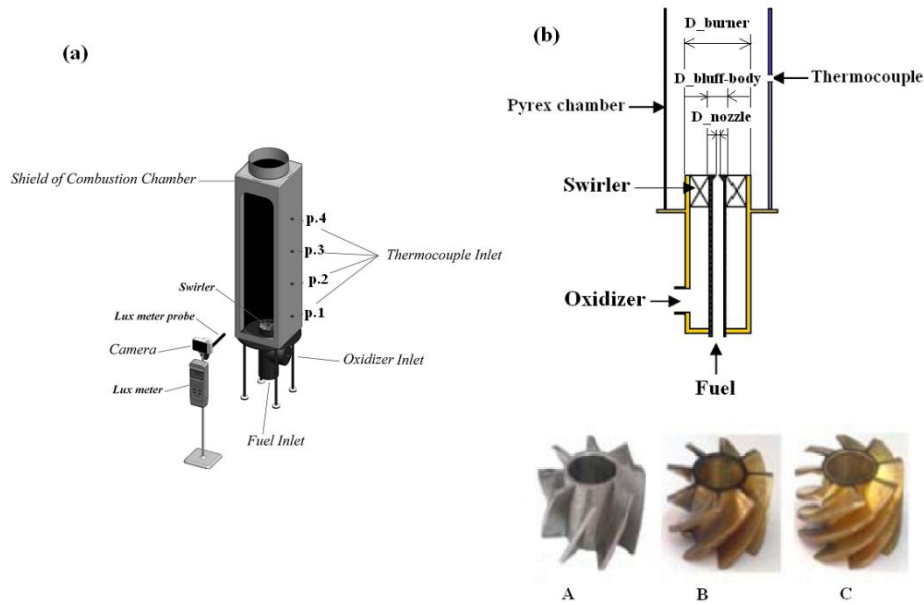 (a)
Shield of Combustion Chamber
p.4
p.3
Thermocouple Inlet
p.2
Swirler
p.1
Lux meter probe
Camera
Oxidizer Inlet
Lux meter
Fuel Inlet
(b)
D_burner
D_bluff-body
Thermocouple
Pyrex chamber
D_nozzle
Swirler
Oxidizer
Fuel
A
B
C